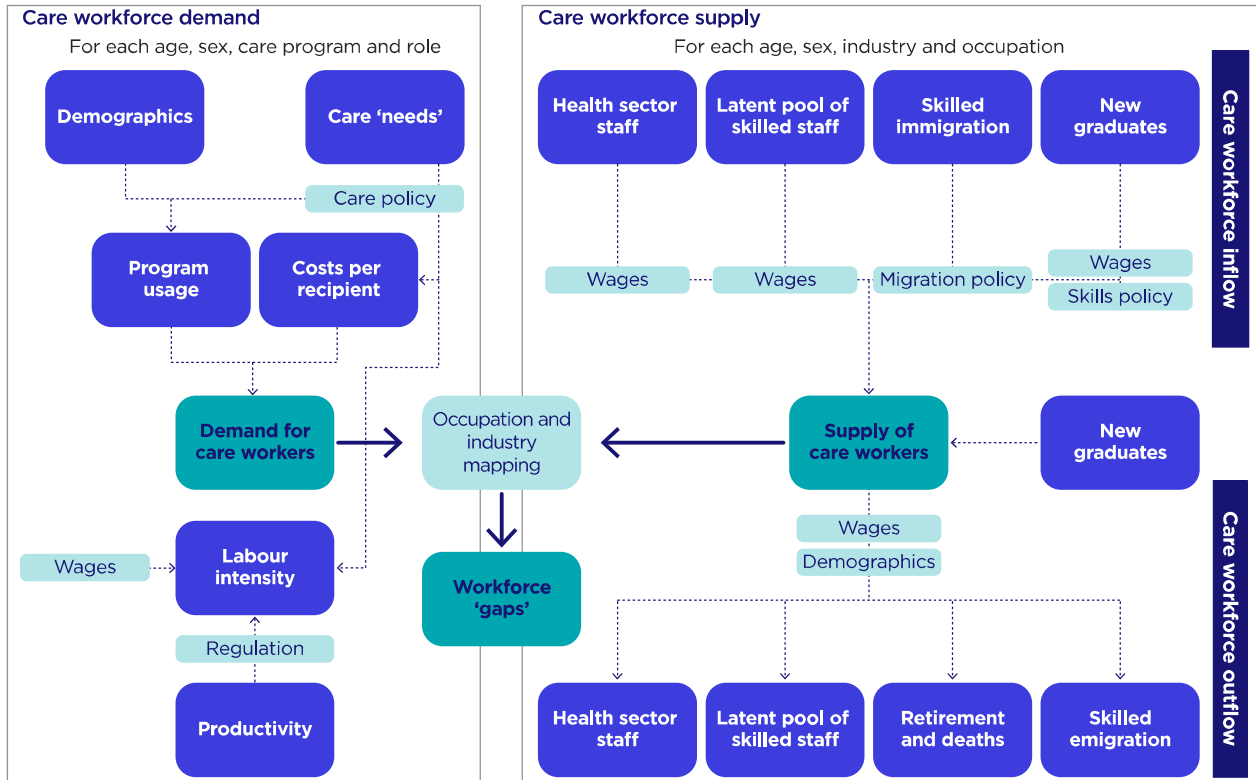 Care workforce demand
For each age, sex, care program and role
Demographics
Care ‘needs’
Care policy
Program
usage
Costs per
recipient
Demand for
care workers
Wages
Labour
intensity
Regulation
Productivity
Occupation and
industry
mapping
Workforce
‘gaps’
Care workforce supply
For each age, sex, industry and occupation
Health sector
staff
Latent pool of
skilled staff
Skilled
immigration
New
graduates
Wages
Wages
Migration policy
Wages
Skills policy
Supply of
care workers
New
graduates
Wages
Demographics
Health sector
staff
Latent pool of
skilled staff
Retirement
and deaths
Skilled
emigration
Care workforce inflow
Care workforce outflow